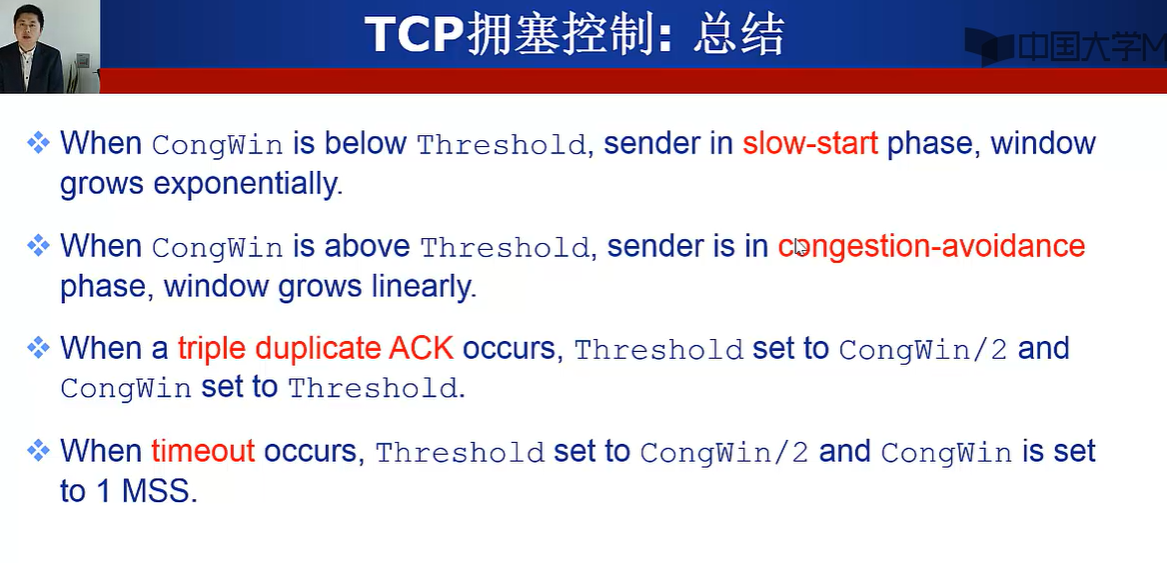 TCP拥塞控制: 总结
中国大学M
When CongWin is below Threshold, sender in slow-start phase, window
grows exponentially.
When CongWin is above Threshold, sender is in congestion-avoidance
phase, window grows linearly.
When a triple duplicate ACK occurs, Threshold set to CongWin/2 and
CongWin set to Threshold.
When timeout occurs, Threshold set to CongWin/2 and CongWin is set
to 1 MSS.